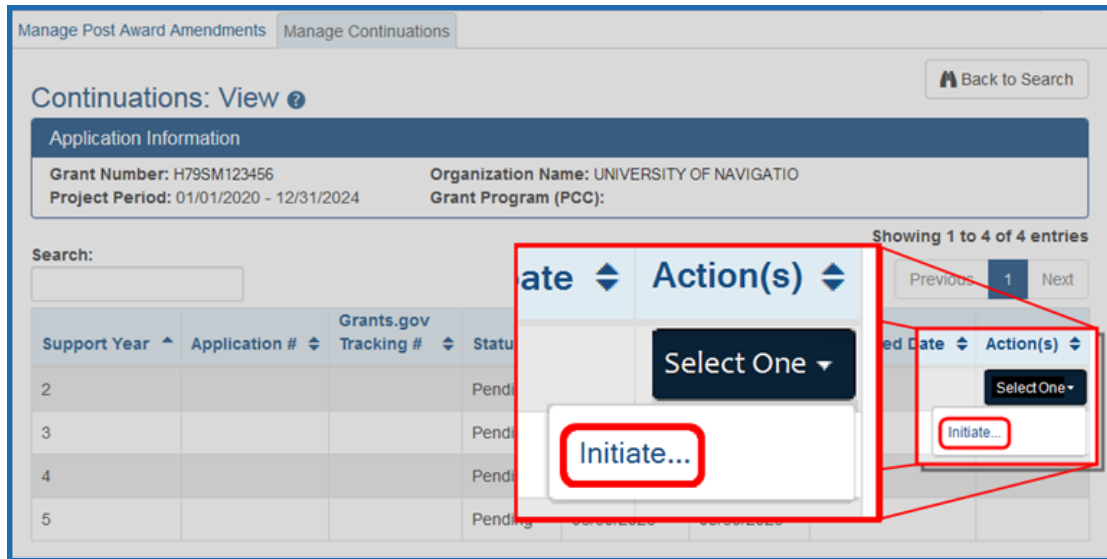 Manage Post Award Amendments Manage Continuations
Back to Search
Continuations: View
Application Information
Grant Number: H79SM123456 Organization Name: UNIVERSITY OF NAVIGATIO
Project Period: 01/01/2020 - 12/31/2024 Grant Program (PCC):
Showing 1 to 4 of 4 entries
Search:
Previous 1 Next
Support Year Application # Grants.gov Tracking # Statu ed Date Action(s)
ate Action(s)
Select One
Initiate...
2 Pendi Select One
3 Pendi Initiate...
4 Pendi
5 Pending